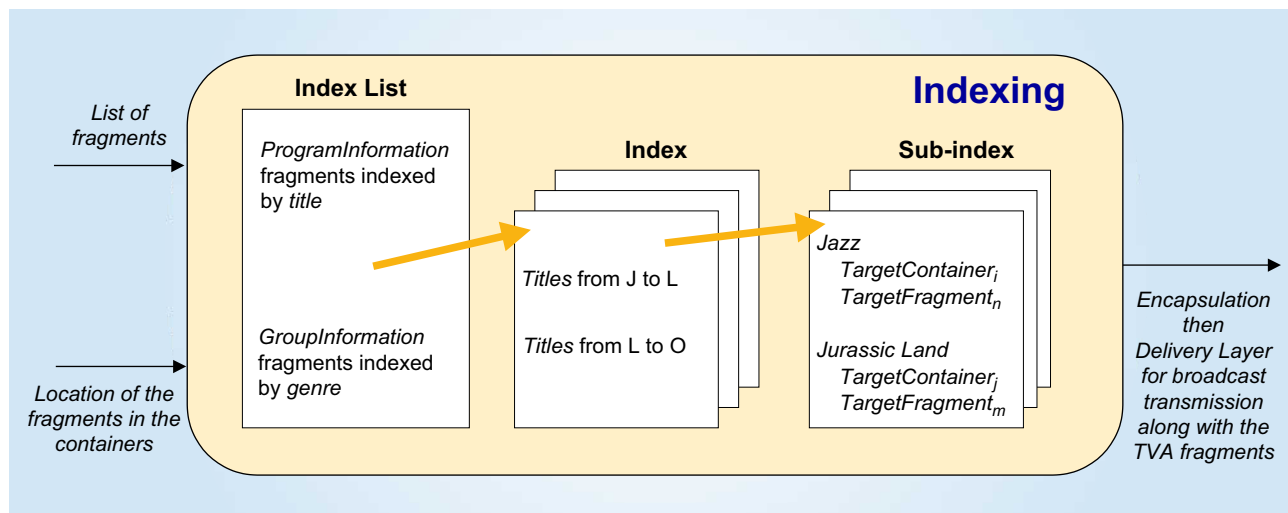 Indexing
List of
fragments
Location of the
fragments in the
containers
Index List
ProgramInformation
fragments indexed
by title
GroupInformation
fragments indexed
by genre
Index
Titles from J to L
Titles from L to O
Sub-index
Jazz
TargetContaineri
TargetFragmentn
Jurassic Land
TargetContainerj
TargetFragmentm
Encapsulation
then
Delivery Layer
for broadcast
transmission
along with the
TVA fragments